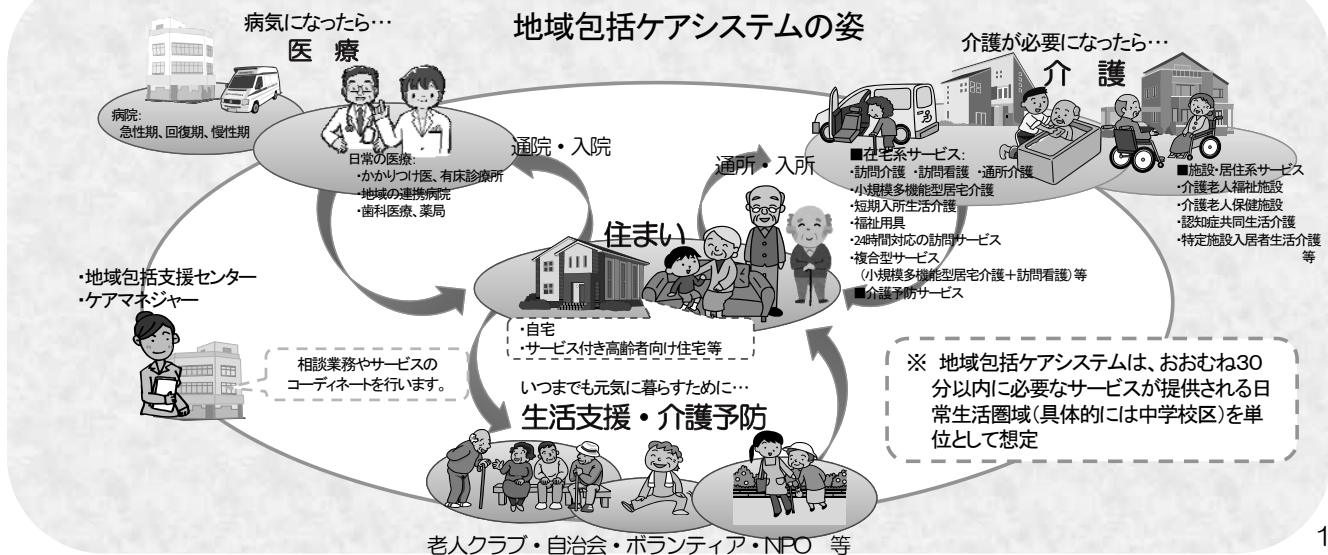 地域包括ケアシステムの姿
病気になったら…
医 療
病院:
急性期、回復期、慢性期
日常の医療:
・かかりつけ医、有床診療所
・地域の連携病院
・歯科医療、薬局
通院・入院
通所・入所
介護が必要になったら…
介 護
■在宅系サービス:
・訪問介護 ・訪問看護 ・通所介護
・小規模多機能型居宅介護
・短期入所生活介護
・福祉用具
・24時間対応の訪問サービス
・複合型サービス
（小規模多機能型居宅介護＋訪問看護）等
■介護予防サービス
■施設・居住系サービス
・介護老人福祉施設
・介護老人保健施設
・認知症共同生活介護
・特定施設入居者生活介護
等
住まい
・自宅
・サービス付き高齢者向け住宅等
・地域包括支援センター
・ケアマネジャー
相談業務やサービスの
コーディネートを行います。
いつまでも元気に暮らすために…
生活支援・介護予防
老人クラブ・自治会・ボランティア・NPO 等
※ 地域包括ケアシステムは、おおむね30
分以内に必要なサービスが提供される日
常生活圏域（具体的には中学校区）を単
位として想定
1